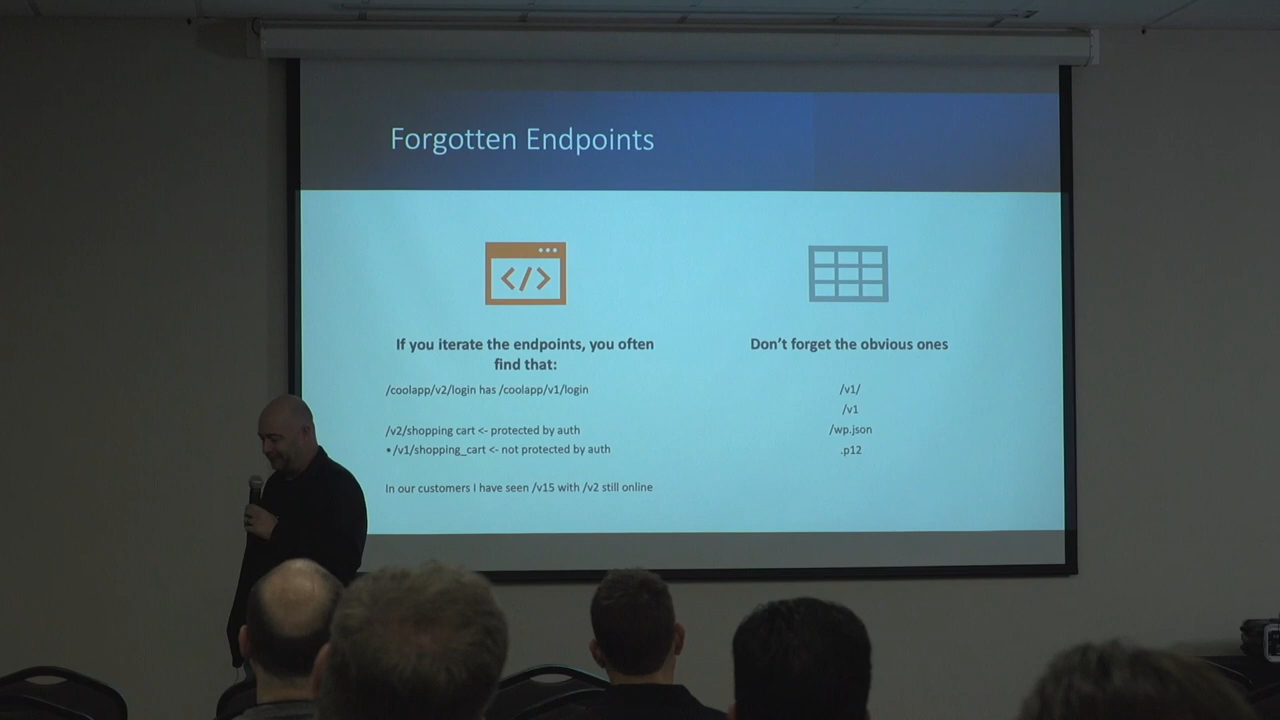 Forgotten Endpoints
If you iterate the endpoints, you often
find that:
/coolapp/v2/login has /coolapp/v1/login
/v2/shopping cart <- protected by auth
•/v1/shopping_cart <- not protected by auth
In our customers I have seen /v15 with /v2 still online
Don’t forget the obvious ones
/v1/
/v1
/wp.json
.p12